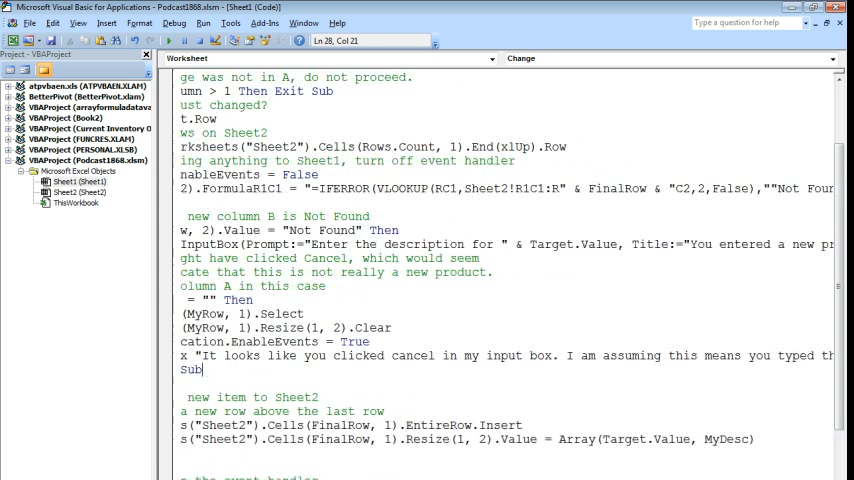 Microsoft Visual Basic for Applications - Podcast1868.xlsm - [Sheet1 (Code)]
File Edit View Insert Format Debug Run Tools Add-Ins Window Help
Type a question for help
Ln 28, Col 21
Project - VBAProject
Worksheet
Change
atpvbaen.xls (ATPVBAEN.XLAM)
BetterPivot (BetterPivot.xlam)
VBAProject (arrayformuladatava
VBAProject (Book2)
VBAProject (Current Inventory O
VBAProject (FUNCRES.XLAM)
VBAProject (PERSONAL.XLSB)
VBAProject (Podcast1868.xlsm)
Microsoft Excel Objects
Sheet1 (Sheet1)
Sheet2 (Sheet2)
ThisWorkbook
ge was not in A, do not proceed.
umn > 1 Then Exit Sub
ust changed?
t.Row
ws on Sheet2
rksheets("Sheet2").Cells(Rows.Count, 1).End(xlUp).Row
ing anything to Sheet1, turn off event handler
nableEvents = False
2).FormulaR1C1 = "=IFERROR(VLOOKUP(RC1,Sheet2!R1C1:R" & FinalRow & "C2,2,False),""Not Foun
new column B is Not Found
w, 2).Value = "Not Found" Then
InputBox(Prompt:="Enter the description for " & Target.Value, Title:="You entered a new pr
ght have clicked Cancel, which would seem
cate that this is not really a new product.
olumn A in this case
= "" Then
(MyRow, 1).Select
(MyRow, 1).Resize(1, 2).Clear
cation.EnableEvents = True
x "It looks like you clicked cancel in my input box. I am assuming this means you typed th
Sub
new item to Sheet2
a new row above the last row
s("Sheet2").Cells(FinalRow, 1).EntireRow.Insert
s("Sheet2").Cells(FinalRow, 1).Resize(1, 2).Value = Array(Target.Value, MyDesc)
the event handler